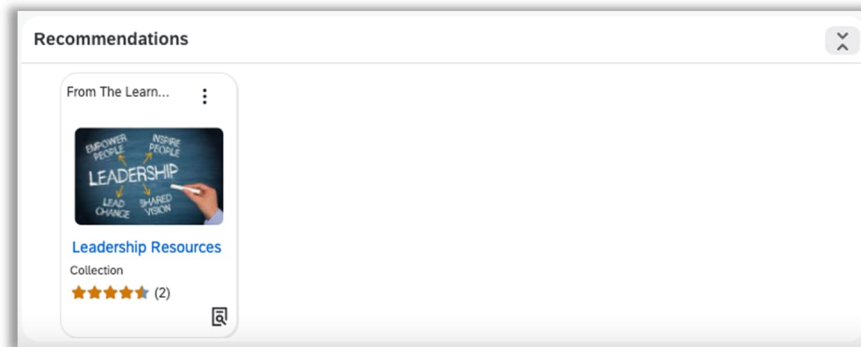 Recommendations
From The Learn...
EMPOWER PEOPLE
INSPIRE PEOPLE
LEADERSHIP
LEAD CHANGE
SHARED VISION
Leadership Resources
Collection
(2)